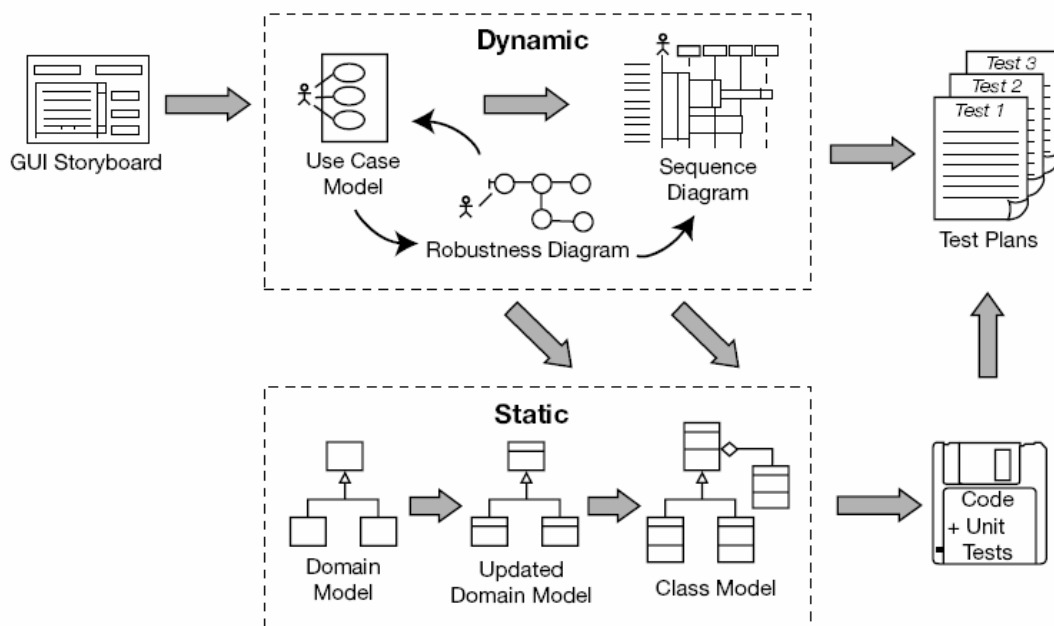 Dynamic
GUI Storyboard
Use Case
Model
Robustness Diagram
Sequence
Diagram
Test 3
Test 2
Test 1
Test Plans
Static
Domain
Model
Updated
Domain Model
Class Model
Code
+ Unit
Tests